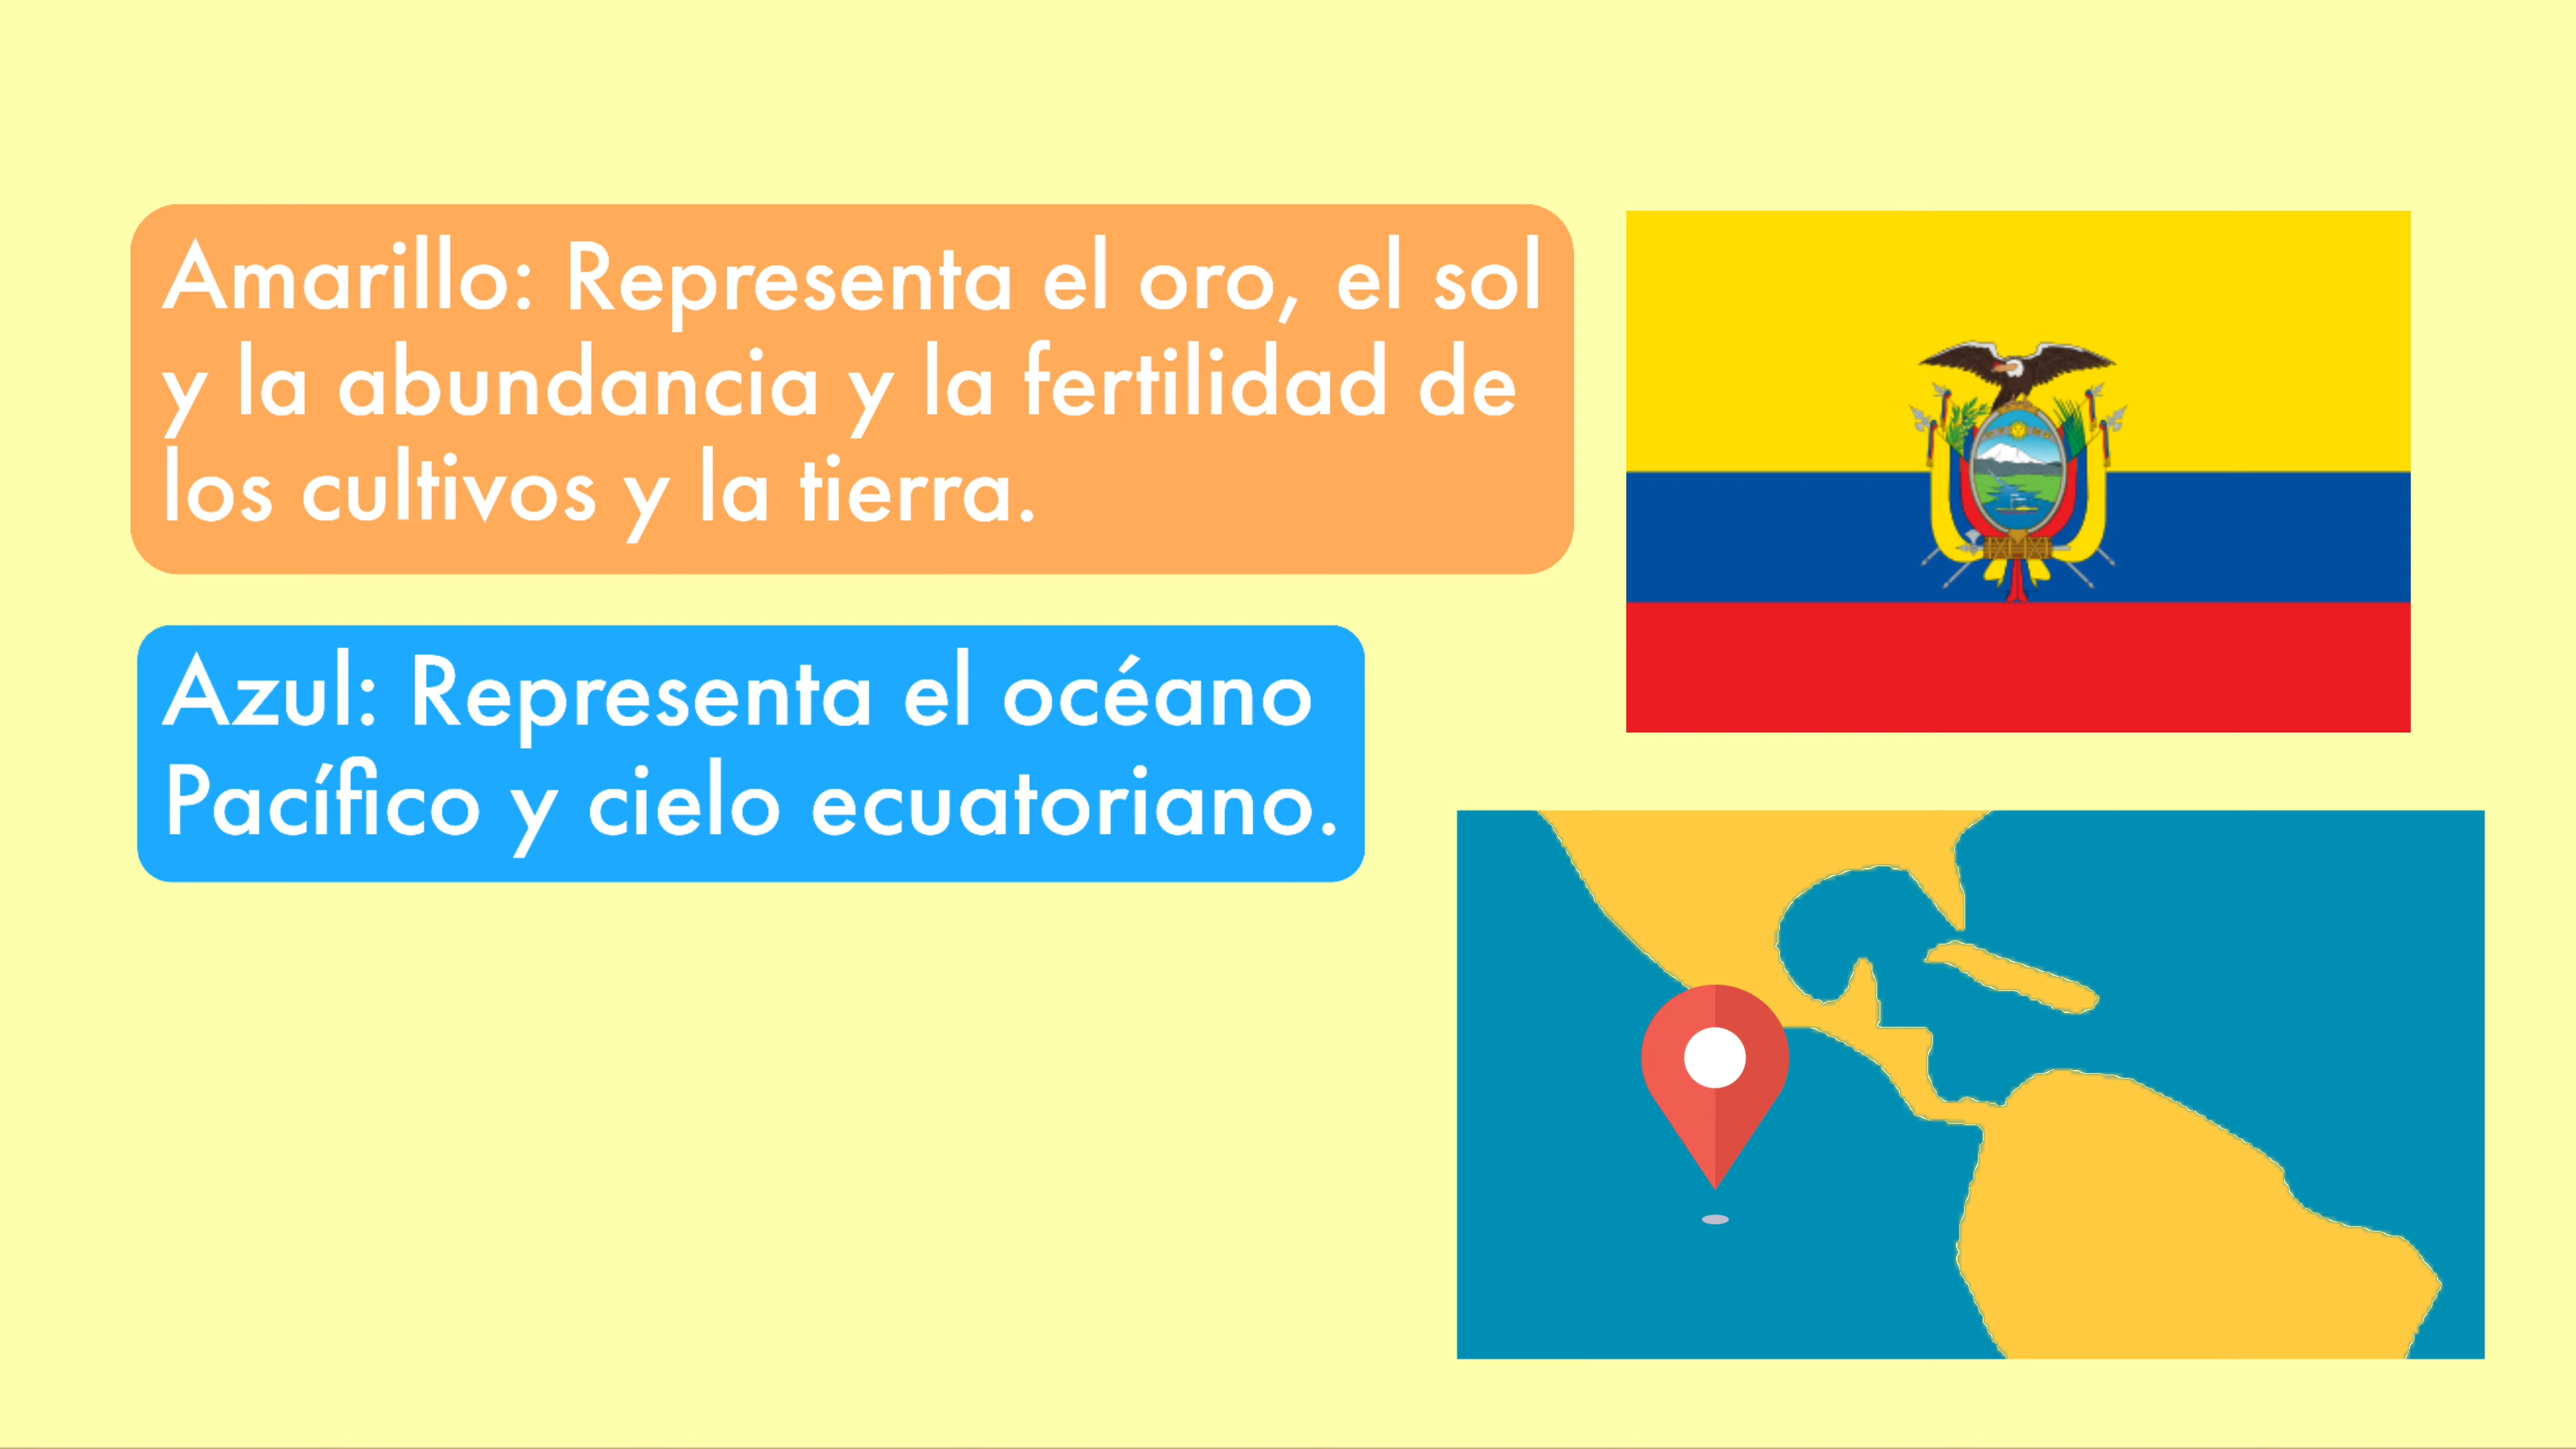 Amarillo: Representa el oro, el sol
y la abundancia y la fertilidad de
los cultivos y la tierra.
Azul: Representa el océano
Pacífico y cielo ecuatoriano.